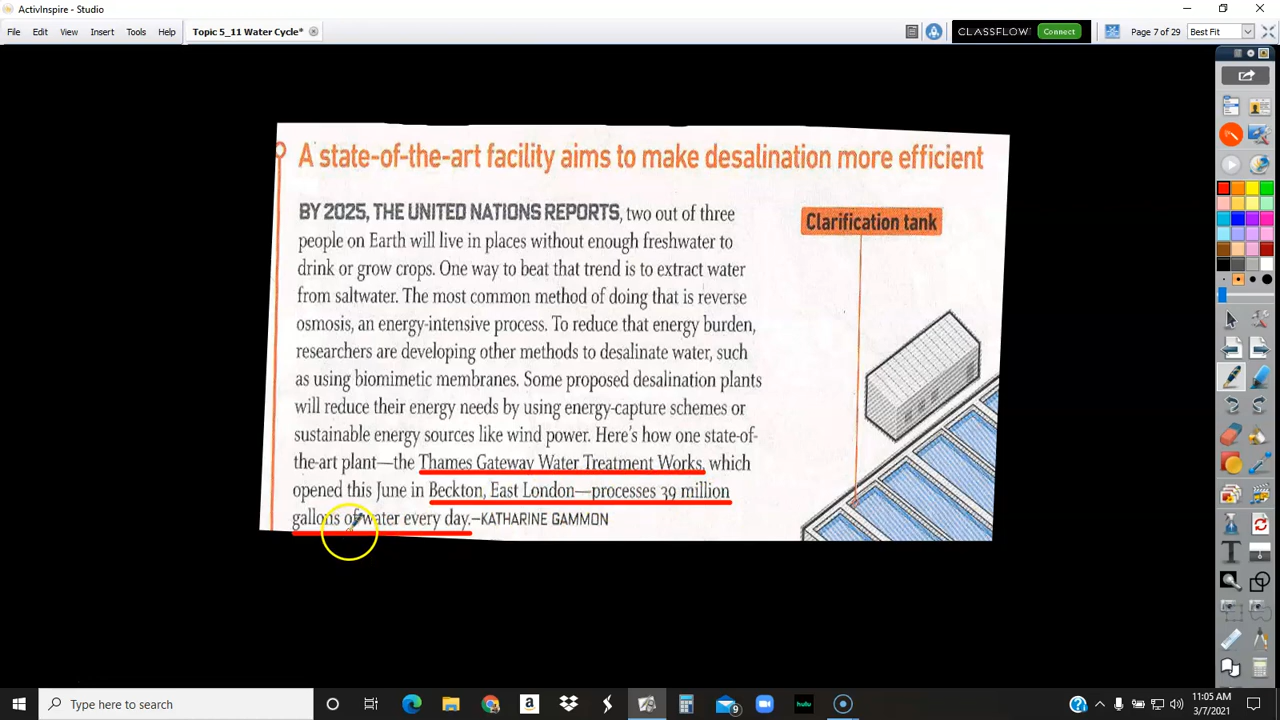 ActivInspire - Studio
File Edit View Insert Tools Help Topic 5_11 Water Cycle* CLASSFLOW Connect Page 7 of 29 Best Fit
A state-of-the-art facility aims to make desalination more efficient
BY 2025, THE UNITED NATIONS REPORTS, two out of three
people on Earth will live in places without enough freshwater to
drink or grow crops. One way to beat that trend is to extract water
from saltwater. The most common method of doing that is reverse
osmosis, an energy-intensive process. To reduce that energy burden,
researchers are developing other methods to desalinate water, such
as using biomimetic membranes. Some proposed desalination plants
will reduce their energy needs by using energy-capture schemes or
sustainable energy sources like wind power. Here's how one state-of-
the-art plant—the Thames Gateway Water Treatment Works, which
opened this June in Beckton, East London—processes 39 million
gallons of water every day.—KATHARINE GAMMON
Clarification tank
Type here to search
hulu
9
11:05 AM
3/7/2021